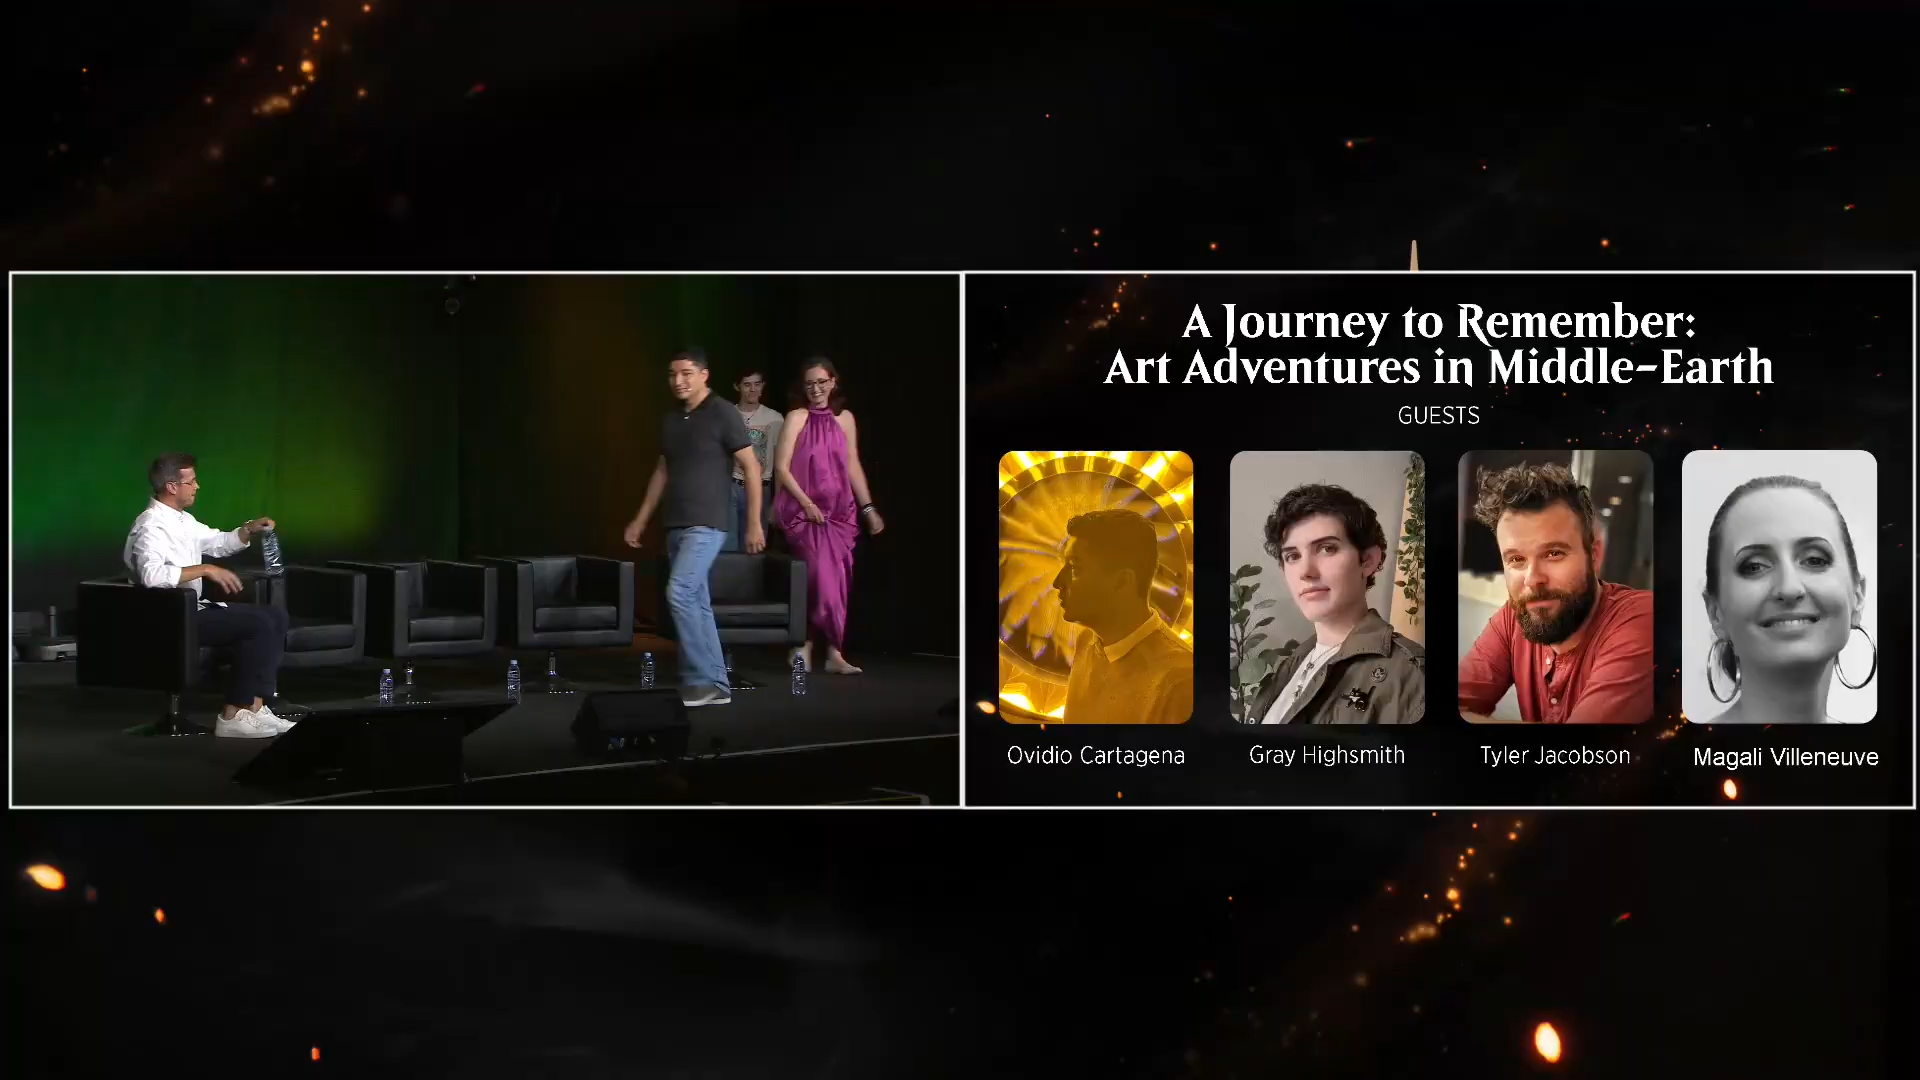 A Journey to Remember:
Art Adventures in Middle-Earth
GUESTS
Ovidio Cartagena
Gray Highsmith
Tyler Jacobson
Magali Villeneuve